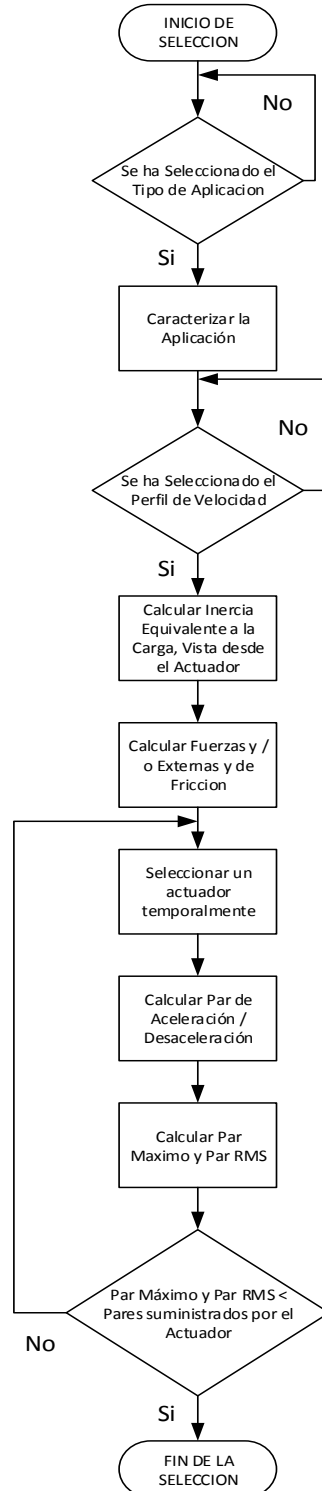 INICIO DE
SELECCION
No
Se ha Seleccionado el
Tipo de Aplicacion
Si
Caracterizar la
Aplicación
No
Se ha Seleccionado el
Perfil de Velocidad
Si
Calcular Inercia
Equivalente a la
Carga, Vista desde
el Actuador
Calcular Fuerzas y /
o Externas y de
Friccion
Seleccionar un
actuador
temporalmente
Calcular Par de
Aceleración /
Desaceleración
Calcular Par
Maximo y Par RMS
Par Máximo y Par RMS <
Pares suministrados por el
Actuador
No
Si
FIN DE LA
SELECCION